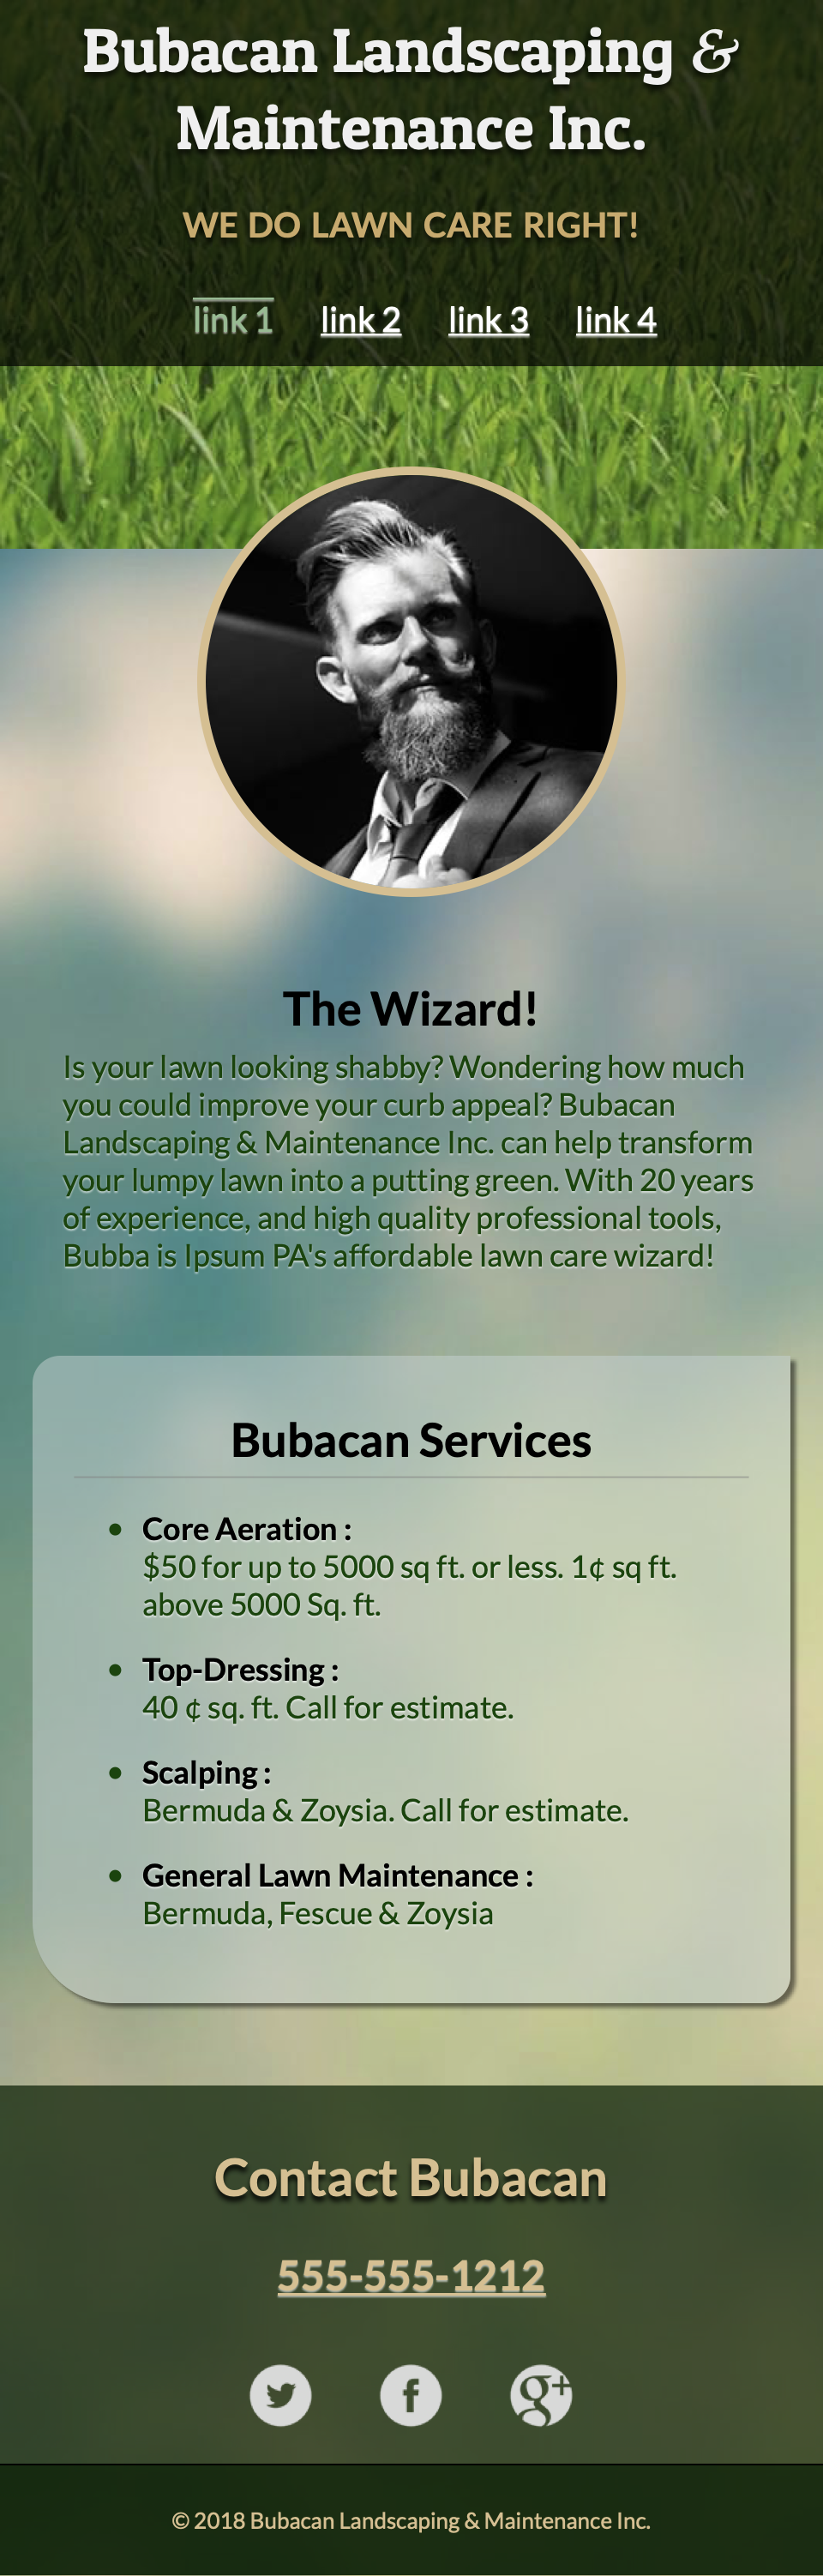 Bubacan Landscaping &
Maintenance Inc.
WE DO LAWN CARE RIGHT!
link 1 link 2 link 3 link 4
The Wizard!
Is your lawn looking shabby? Wondering how much
you could improve your curb appeal? Bubacan
Landscaping & Maintenance Inc. can help transform
your lumpy lawn into a putting green. With 20 years
of experience, and high quality professional tools,
Bubba is Ipsum PA's affordable lawn care wizard!
Bubacan Services
• Core Aeration :
$50 for up to 5000 sq ft. or less. 1¢ sq ft.
above 5000 Sq. ft.
• Top-Dressing :
40 ¢ sq. ft. Call for estimate.
• Scalping :
Bermuda & Zoysia. Call for estimate.
• General Lawn Maintenance :
Bermuda, Fescue & Zoysia
Contact Bubacan
555-555-1212
f g+
© 2018 Bubacan Landscaping & Maintenance Inc.